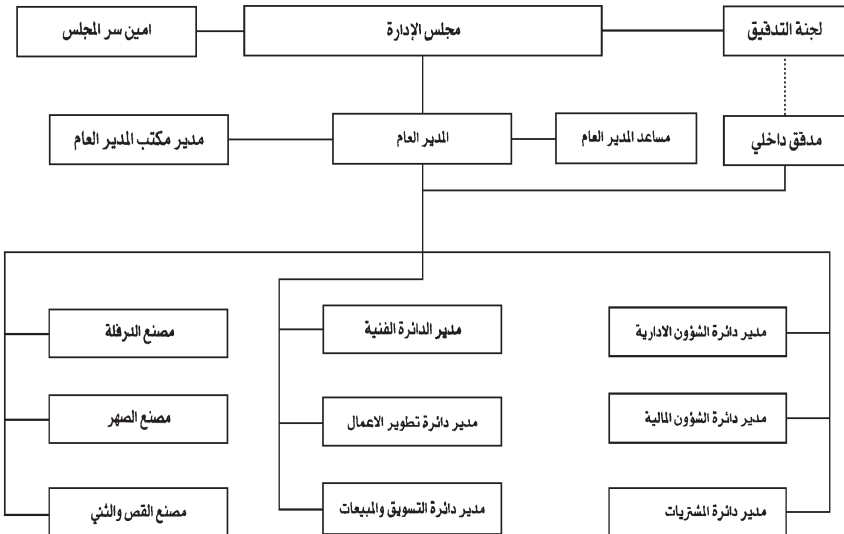 لجنة التدقيق
مجلس الإدارة
امين سر المجلس
مدقق داخلي
مساعد المدير العام
المدير العام
مدير مكتب المدير العام
مدير دائرة الشؤون الادارية
مدير الدائرة الفنية
مصنع الدرفلة
مدير دائرة الشؤون المالية
مدير دائرة تطوير الاعمال
مصنع الصهر
مدير دائرة المشتريات
مدير دائرة التسويق والمبيعات
مصنع القص والثني